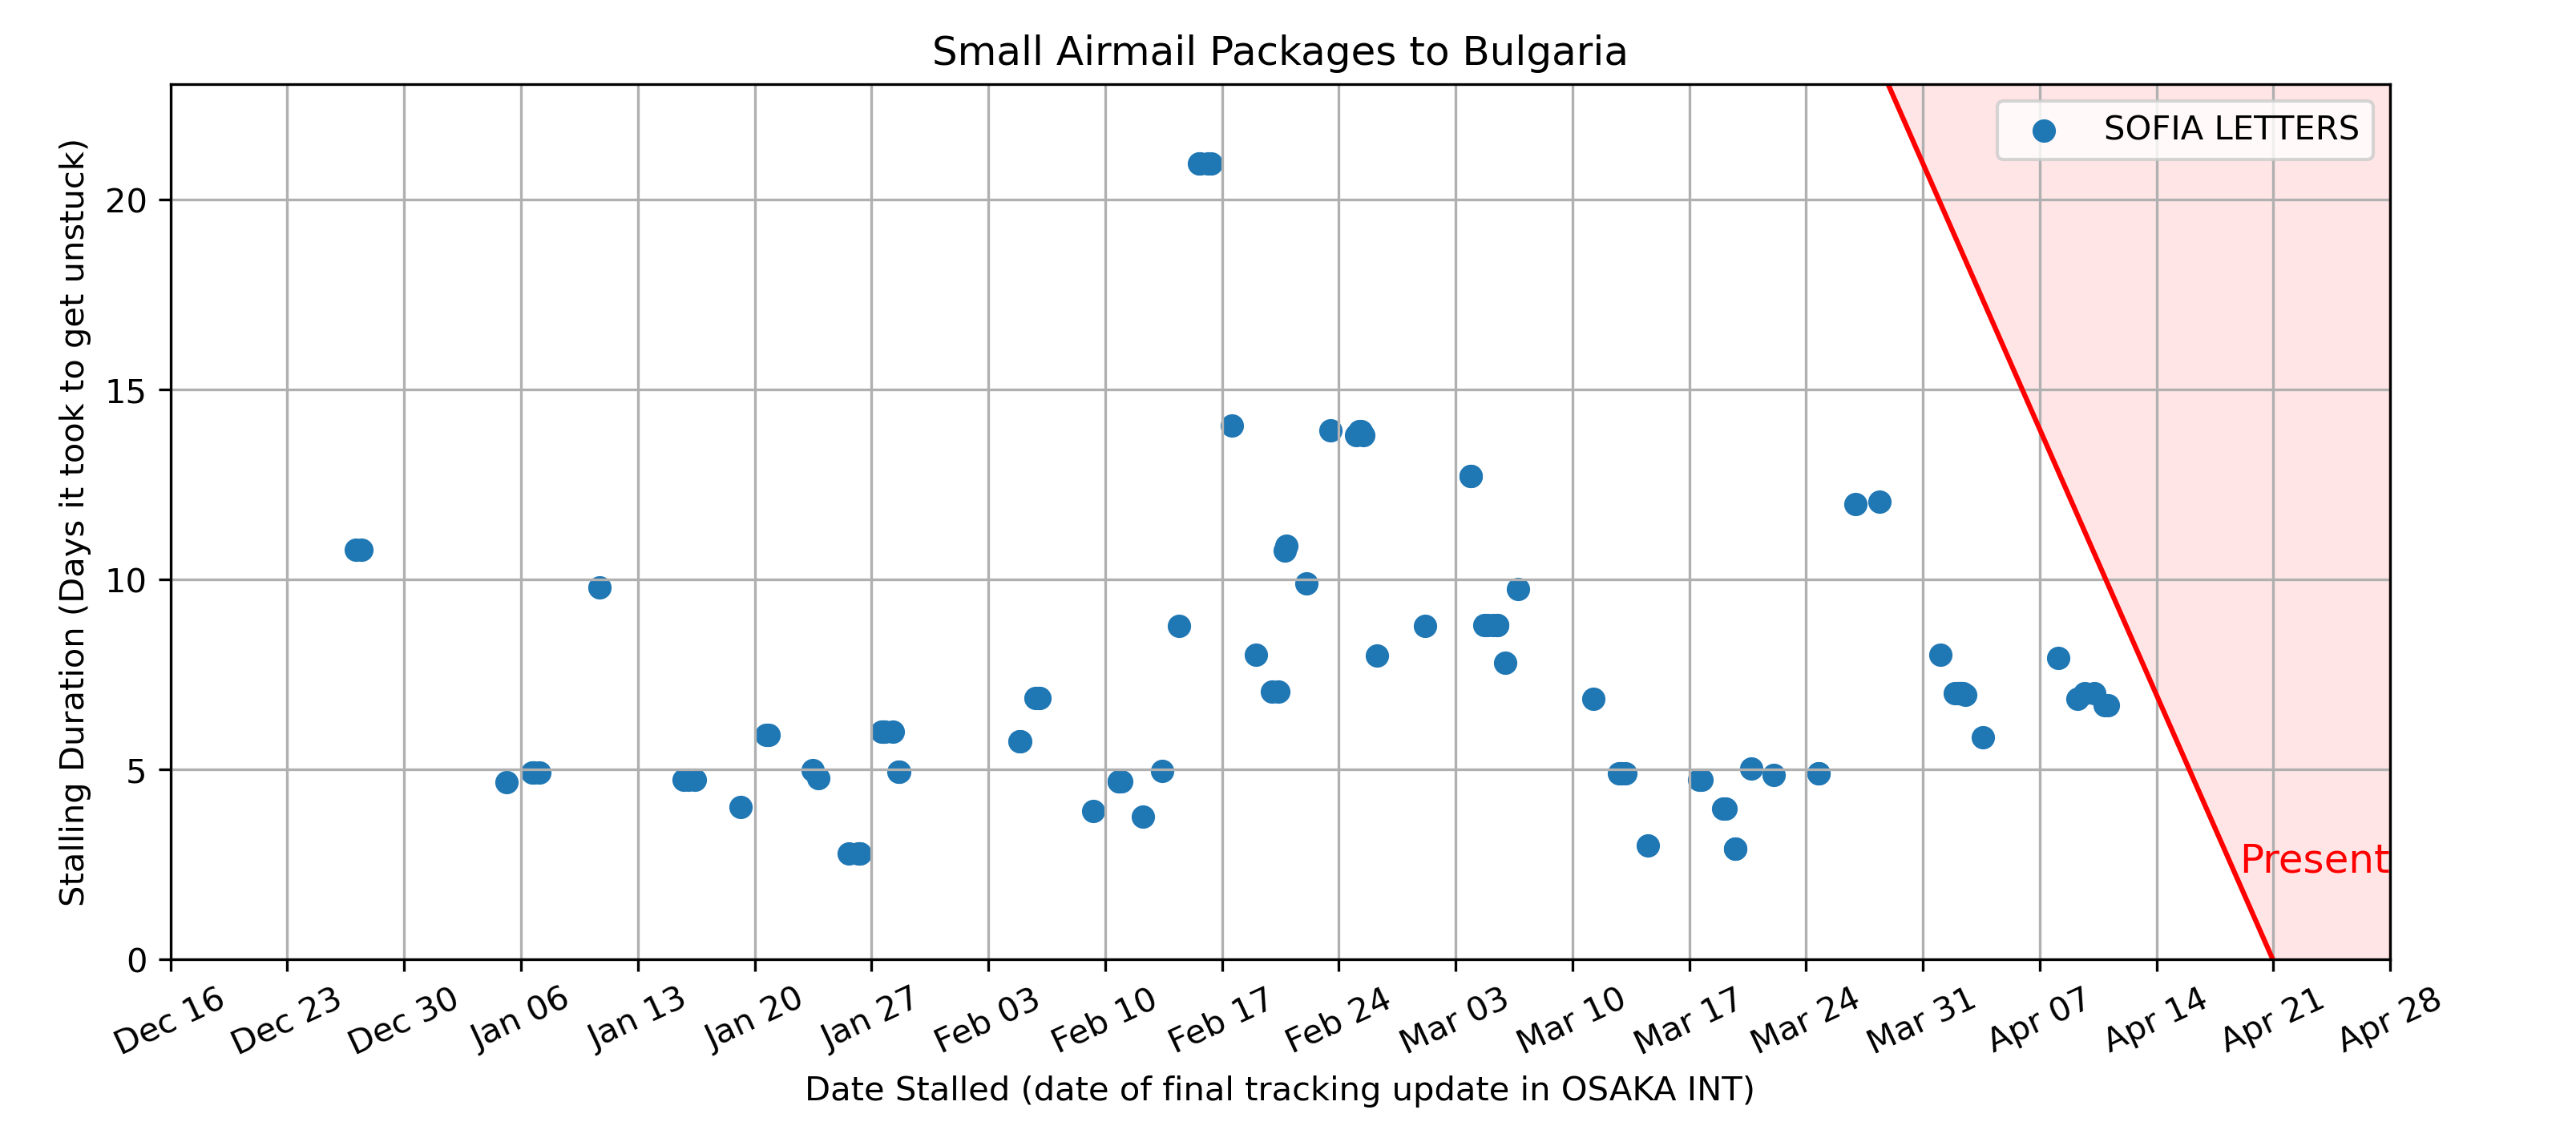 Small Airmail Packages to Bulgaria
SOFIA LETTERS
Stalling Duration (Days it took to get unstuck)
20
15
10
5
0
Present
Dec 16
Dec 23
Dec 30
Jan 06
Jan 13
Jan 20
Jan 27
Feb 03
Feb 10
Feb 17
Feb 24
Mar 03
Mar 10
Mar 17
Mar 24
Mar 31
Apr 07
Apr 14
Apr 21
Apr 28
Date Stalled (date of final tracking update in OSAKA INT)